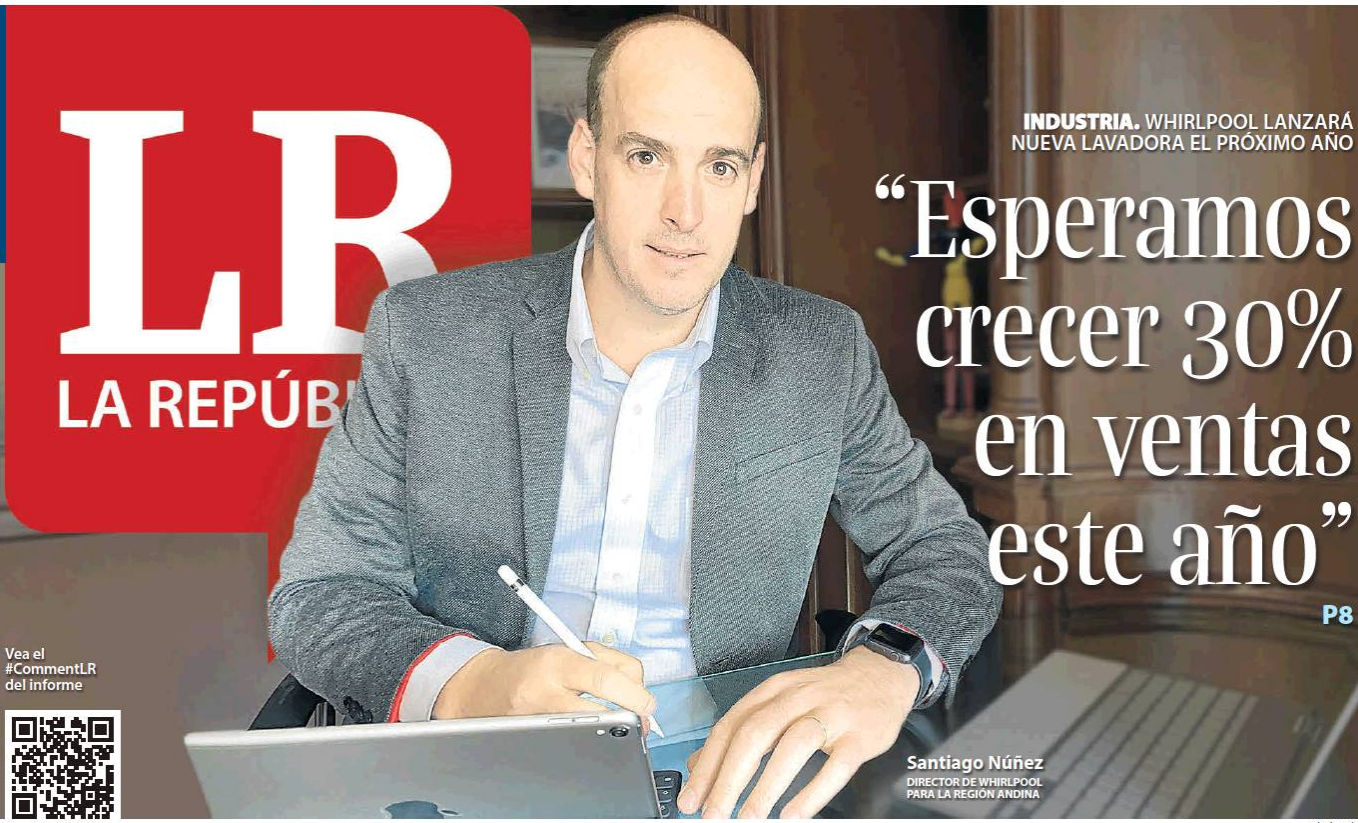 LR
LA REPÚB
INDUSTRIA. WHIRLPOOL LANZARÁ
NUEVA LAVADORA EL PRÓXIMO AÑO
“Esperamos
crecer 30%
en ventas
este año”
P8
Vea el
#CommentLR
del informe
Santiago Núñez
DIRECTOR DE WHIRLPOOL
PARA LA REGIÓN ANDINA